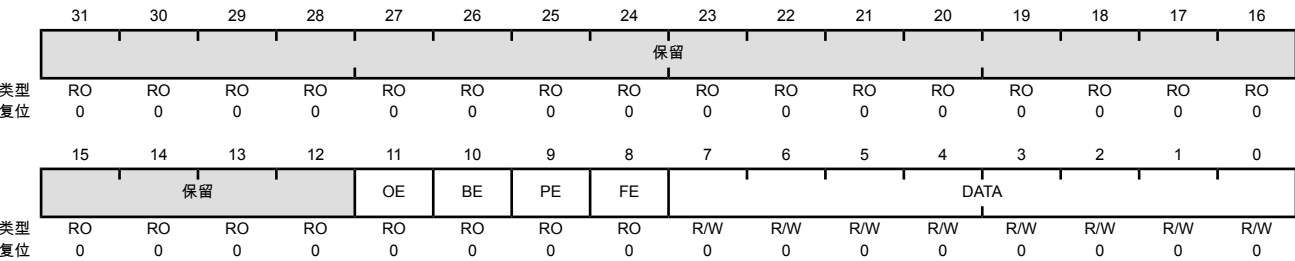 31 30 29 28 27 26 25 24 23 22 21 20 19 18 17 16
保留
类型 RO RO RO RO RO RO RO RO RO RO RO RO RO RO RO RO
复位 0 0 0 0 0 0 0 0 0 0 0 0 0 0 0 0
15 14 13 12 11 10 9 8 7 6 5 4 3 2 1 0
保留 OE BE PE FE DATA
类型 RO RO RO RO RO RO RO RO R/W R/W R/W R/W R/W R/W R/W R/W
复位 0 0 0 0 0 0 0 0 0 0 0 0 0 0 0 0